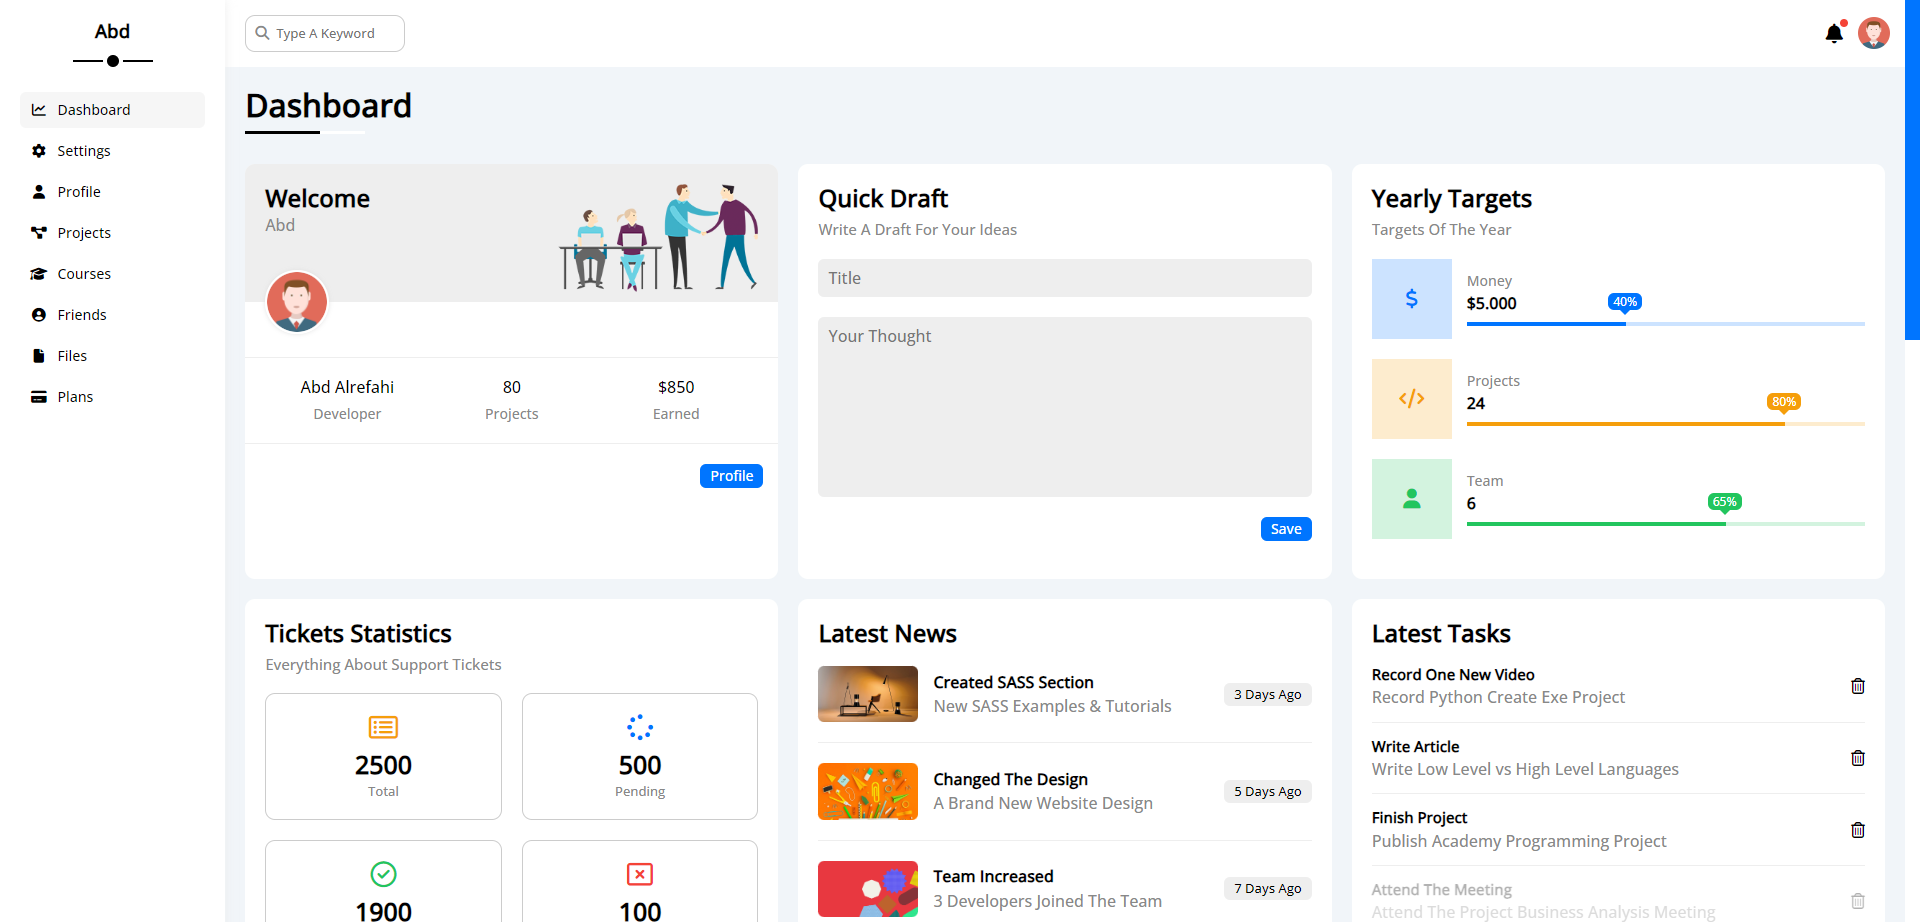 Abd
Type A Keyword
Dashboard
Settings
Profile
Projects
Courses
Friends
Files
Plans
Dashboard
Welcome
Abd
Abd Alrefahi
Developer
80
Projects
$850
Earned
Profile
Quick Draft
Write A Draft For Your Ideas
Title
Your Thought
Save
Yearly Targets
Targets Of The Year
Money
$5.000
40%
Projects
24
80%
Team
6
65%
Tickets Statistics
Everything About Support Tickets
2500
Total
500
Pending
1900
100
Latest News
Created SASS Section
New SASS Examples & Tutorials
3 Days Ago
Changed The Design
A Brand New Website Design
5 Days Ago
Team Increased
3 Developers Joined The Team
7 Days Ago
Latest Tasks
Record One New Video
Record Python Create Exe Project
Write Article
Write Low Level vs High Level Languages
Finish Project
Publish Academy Programming Project
Attend The Meeting
Attend The Project Business Analysis Meeting